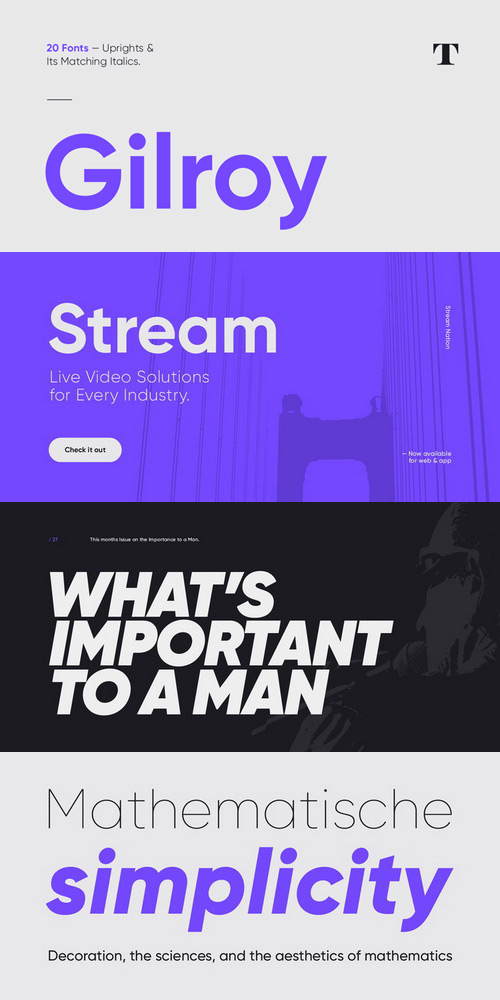 20 Fonts — Uprights &
Its Matching Italics.
T
Gilroy
Stream
Live Video Solutions
for Every Industry.
Stream Nation
Check it out
— Now available
for web & app
/ 27
This months Issue on the Importance to a Man.
WHAT'S
IMPORTANT
TO A MAN
Mathematische
simplicity
Decoration, the sciences, and the aesthetics of mathematics